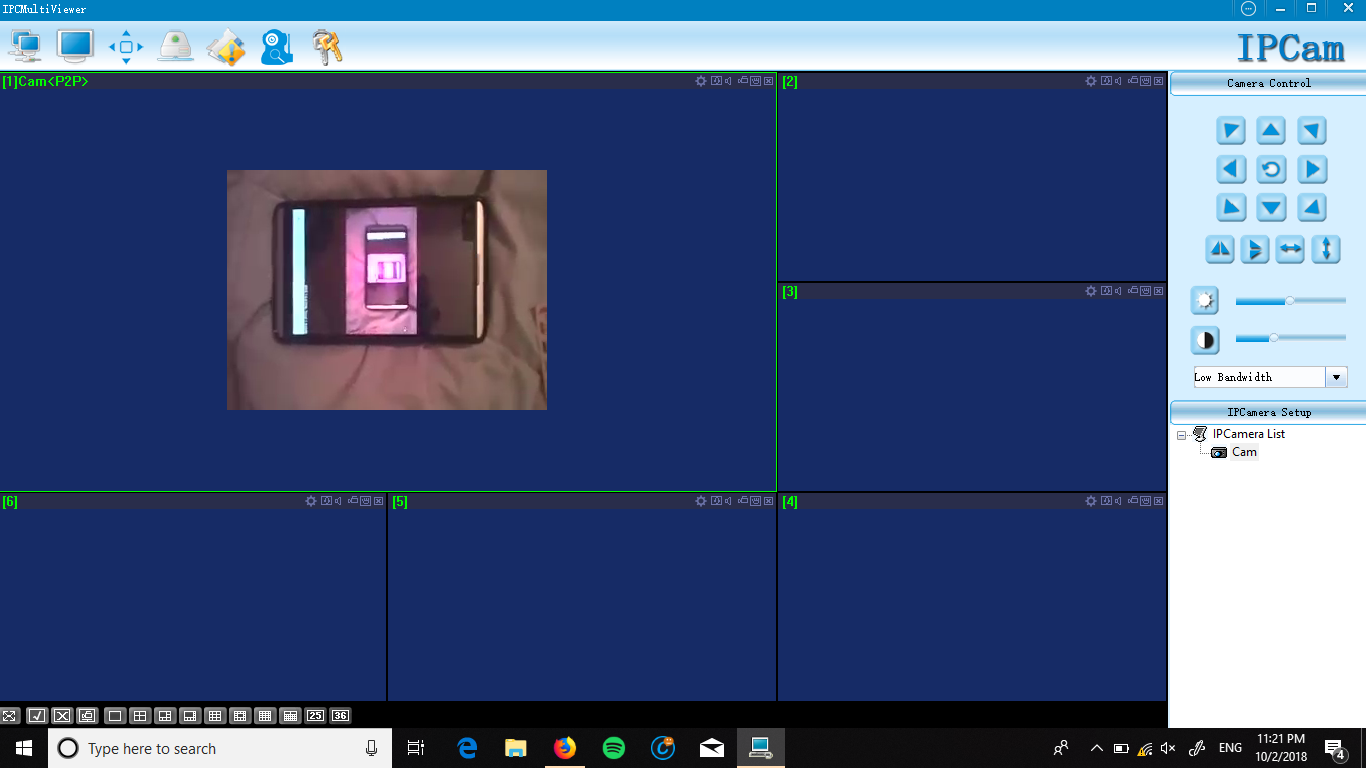 IPCMultiViewer
IPCam
[1]Cam<P2P>
[2]
Camera Control
[3]
Low Bandwidth
IPCamera Setup
IPCamera List
Cam
[6]
[5]
[4]
25 36
Type here to search
ENG
11:21 PM
10/2/2018
4